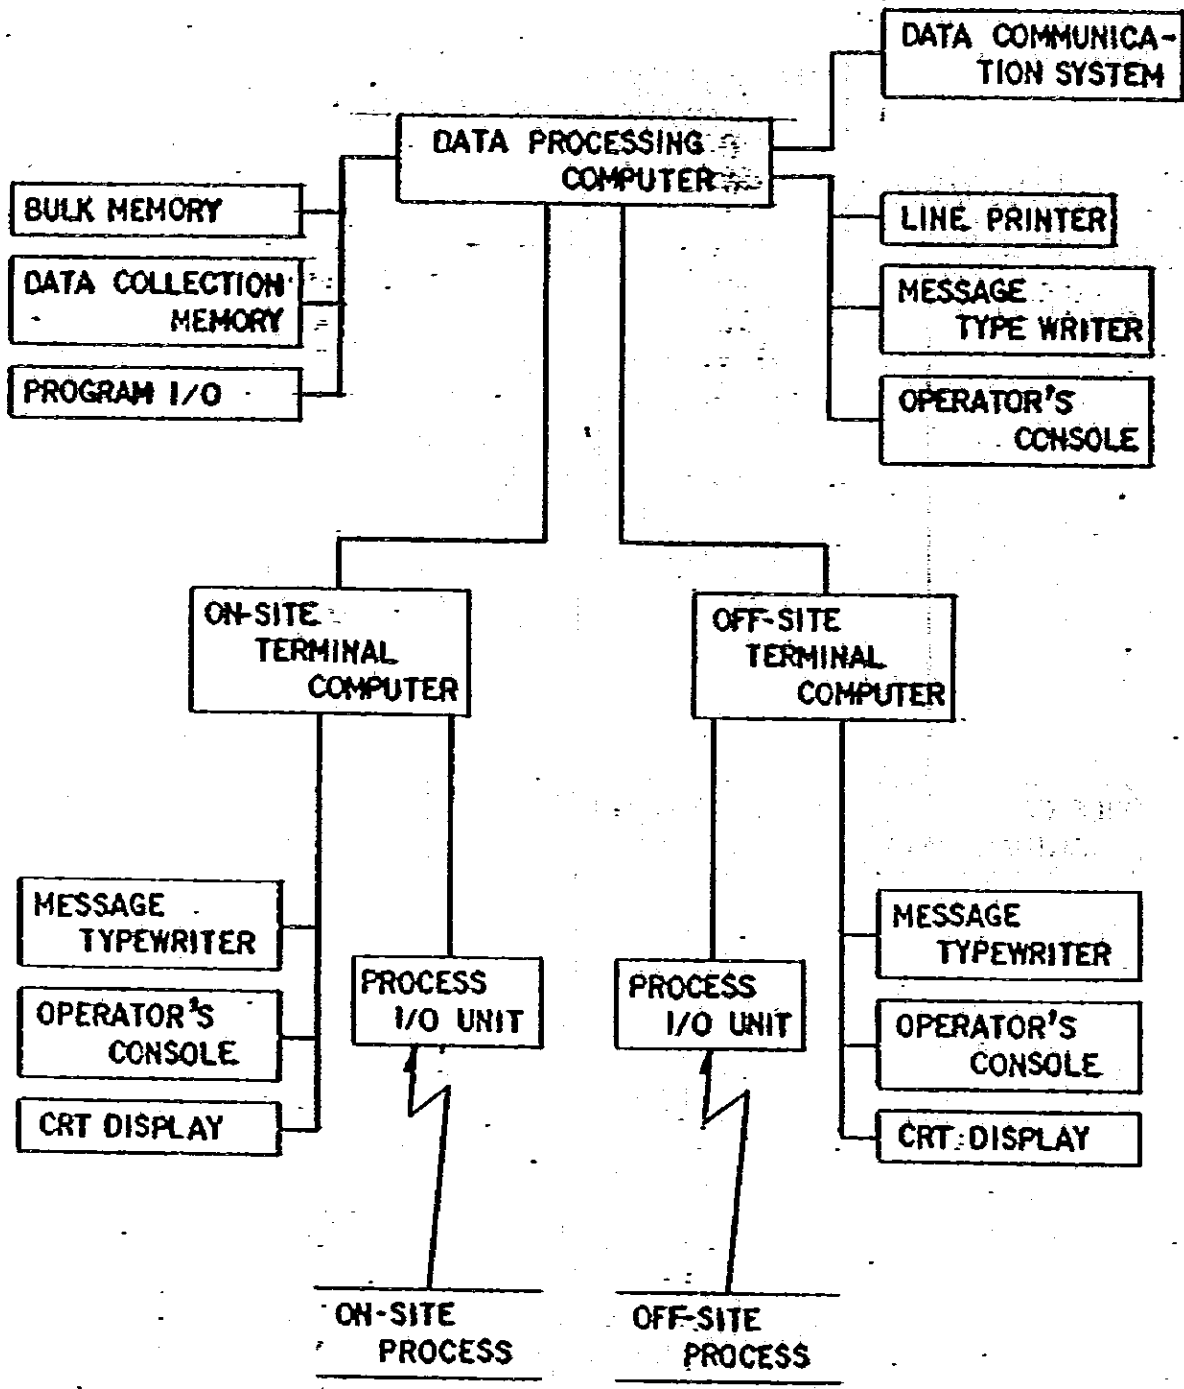 DATA COMMUNICA-
TION SYSTEM
DATA PROCESSING
COMPUTER
BULK MEMORY
DATA COLLECTION
MEMORY
PROGRAM I/O
LINE PRINTER
MESSAGE
TYPE WRITER
OPERATOR'S
CONSOLE
ON-SITE
TERMINAL
COMPUTER
OFF-SITE
TERMINAL
COMPUTER
MESSAGE
TYPEWRITER
OPERATOR'S
CONSOLE
CRT DISPLAY
PROCESS
I/O UNIT
PROCESS
I/O UNIT
MESSAGE
TYPEWRITER
OPERATOR'S
CONSOLE
CRT DISPLAY
ON-SITE
PROCESS
OFF-SITE
PROCESS